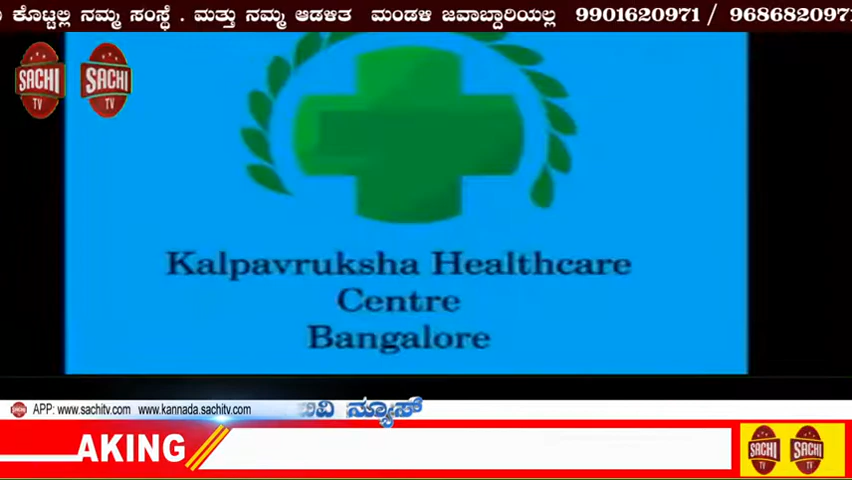 ಕೊಟ್ಟಲ್ಲಿ ನಮ್ಮ ಸಂಸ್ಥೆ . ಮತ್ತು ನಮ್ಮ ಆಡಳಿತ ಮಂಡಳಿ ಜವಾಬ್ದಾರಿಯಲ್ಲ 9901620971 / 9686820971
SACHI TV SACHI TV
Kalpavruksha Healthcare
Centre
Bangalore
APP: www.sachitv.com www.kannada.sachitv.com ನ್ಯೂಸ್
AKING
SACHI TV SACHI TV